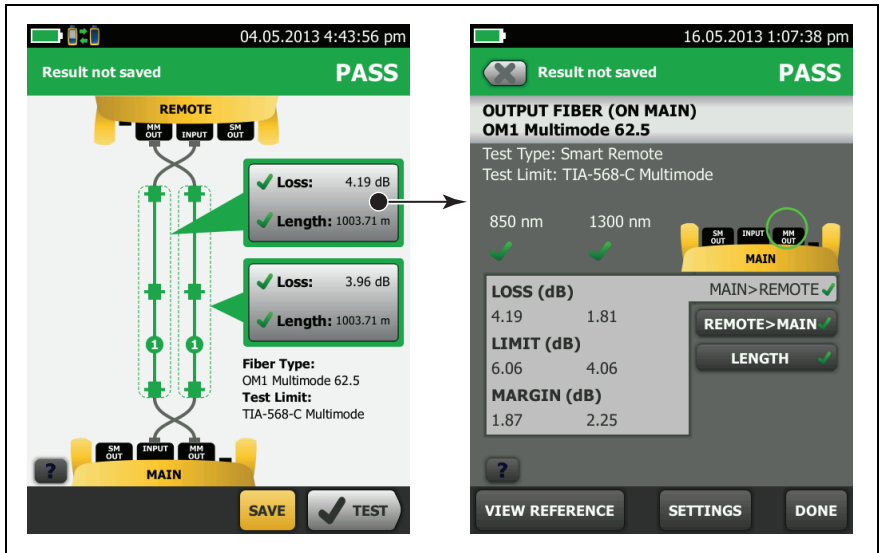 04.05.2013 4:43:56 pm
Result not saved PASS
REMOTE
MM OUT INPUT SM OUT
Loss: 4.19 dB
Length: 1003.71 m
Loss: 3.96 dB
Length: 1003.71 m
1 1
Fiber Type:
OM1 Multimode 62.5
Test Limit:
TIA-568-C Multimode
SM OUT INPUT MM OUT
MAIN
?
SAVE TEST
16.05.2013 1:07:38 pm
Result not saved PASS
OUTPUT FIBER (ON MAIN)
OM1 Multimode 62.5
Test Type: Smart Remote
Test Limit: TIA-568-C Multimode
850 nm 1300 nm
SM OUT INPUT MM OUT
MAIN
MAIN>REMOTE
REMOTE>MAIN
LENGTH
LOSS (dB)
4.19 1.81
LIMIT (dB)
6.06 4.06
MARGIN (dB)
1.87 2.25
?
VIEW REFERENCE SETTINGS DONE